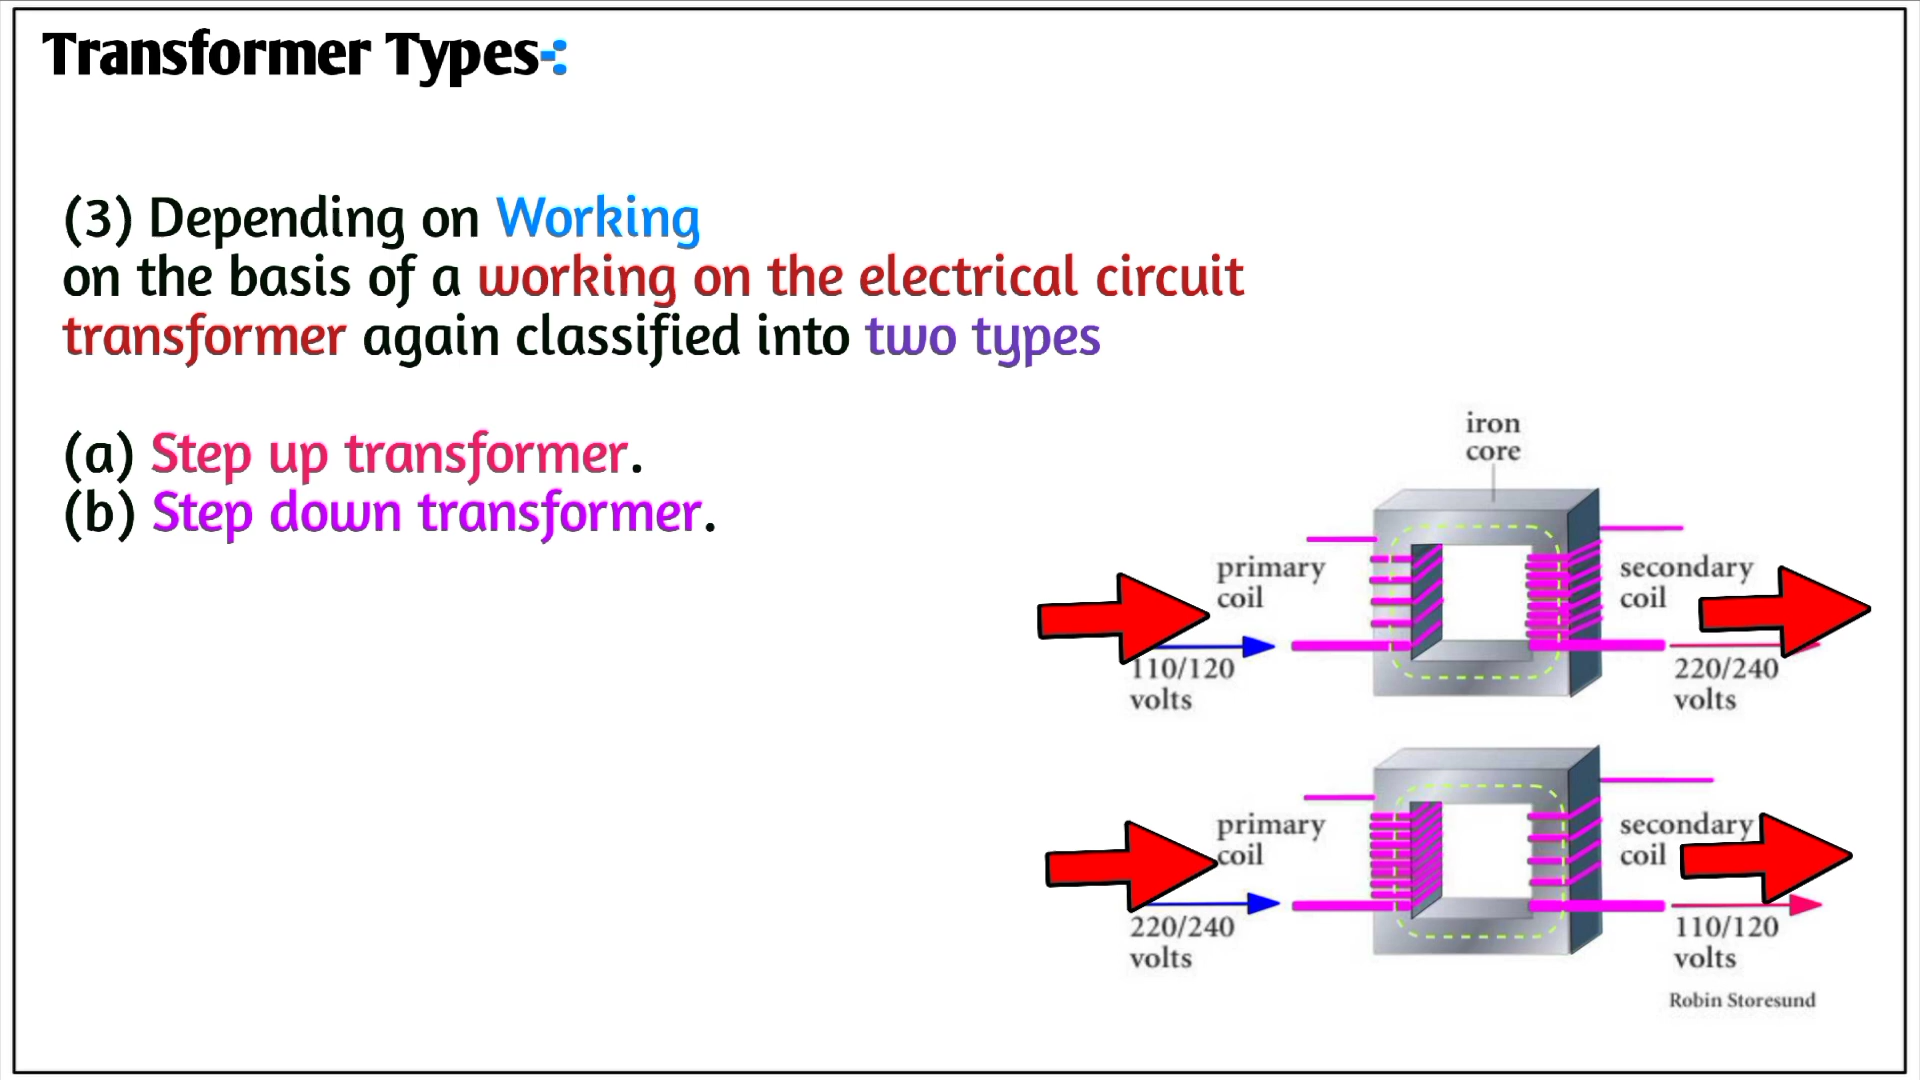 Transformer Types-:
(3) Depending on Working
on the basis of a working on the electrical circuit
transformer again classified into two types
(a) Step up transformer.
(b) Step down transformer.
iron
core
primary
coil
secondary
coil
110/120
volts
220/240
volts
primary
coil
secondary
coil
220/240
volts
110/120
volts
Robin Storesund